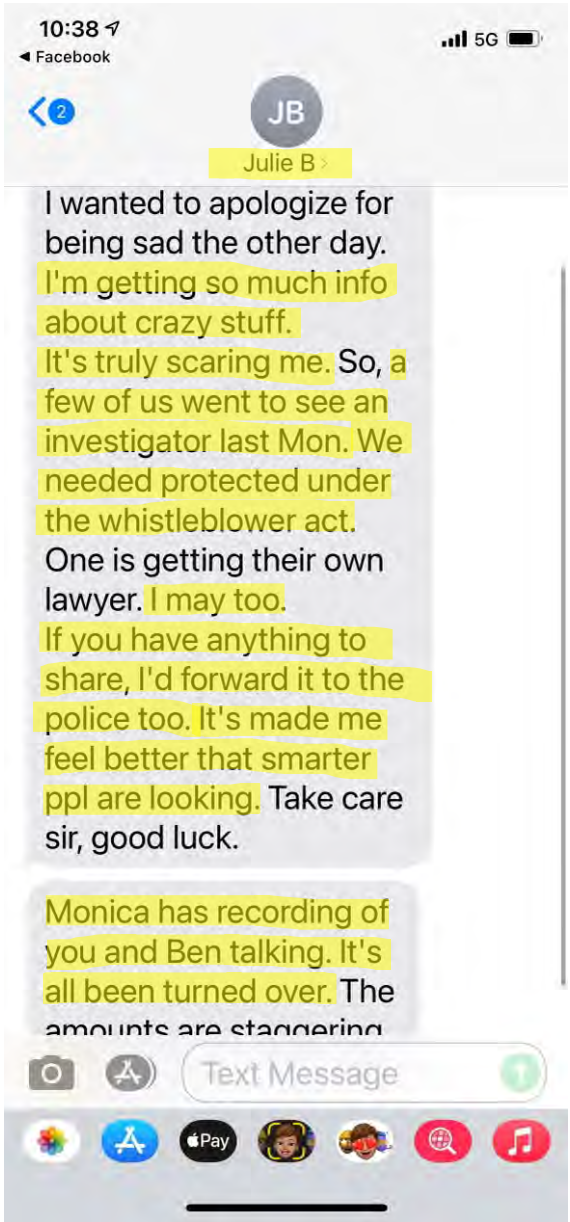 10:38
5G
◀ Facebook
2
JB
Julie B >
I wanted to apologize for
being sad the other day.
I'm getting so much info
about crazy stuff.
It's truly scaring me. So, a
few of us went to see an
investigator last Mon. We
needed protected under
the whistleblower act.
One is getting their own
lawyer. I may too.
If you have anything to
share, I'd forward it to the
police too. It's made me
feel better that smarter
ppl are looking. Take care
sir, good luck.
Monica has recording of
you and Ben talking. It's
all been turned over. The
amounts are staggering
Text Message
Pay